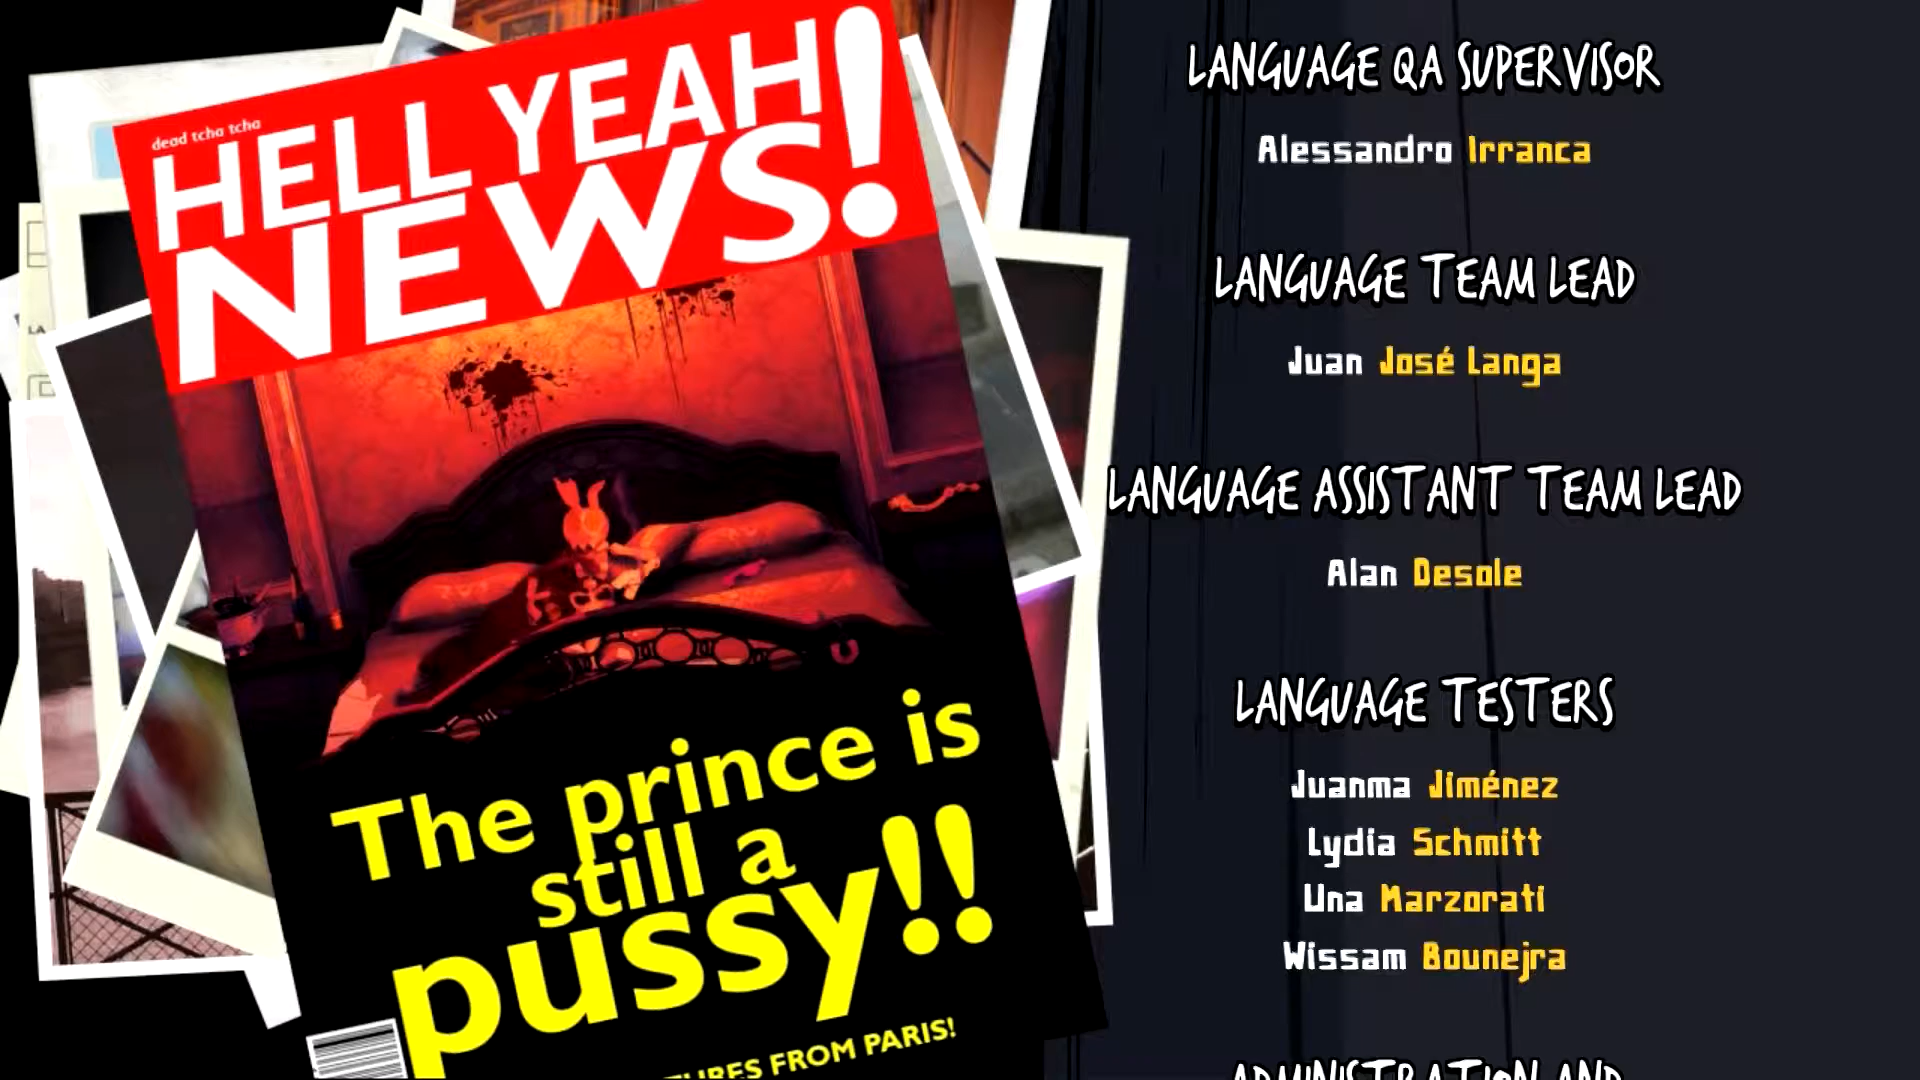 dead tcha tcha
HELL YEAH
NEWS!
The prince is
still a
pussy!!
FROM PARIS!
LANGUAGE QA SUPERVISOR
Alessandro Irranca
LANGUAGE TEAM LEAD
Juan José Langa
LANGUAGE ASSISTANT TEAM LEAD
Alan Desole
LANGUAGE TESTERS
Juanma Jiménez
Lydia Schmitt
Una Marzorati
Wissam Bounejra
ADMINISTRATION AND